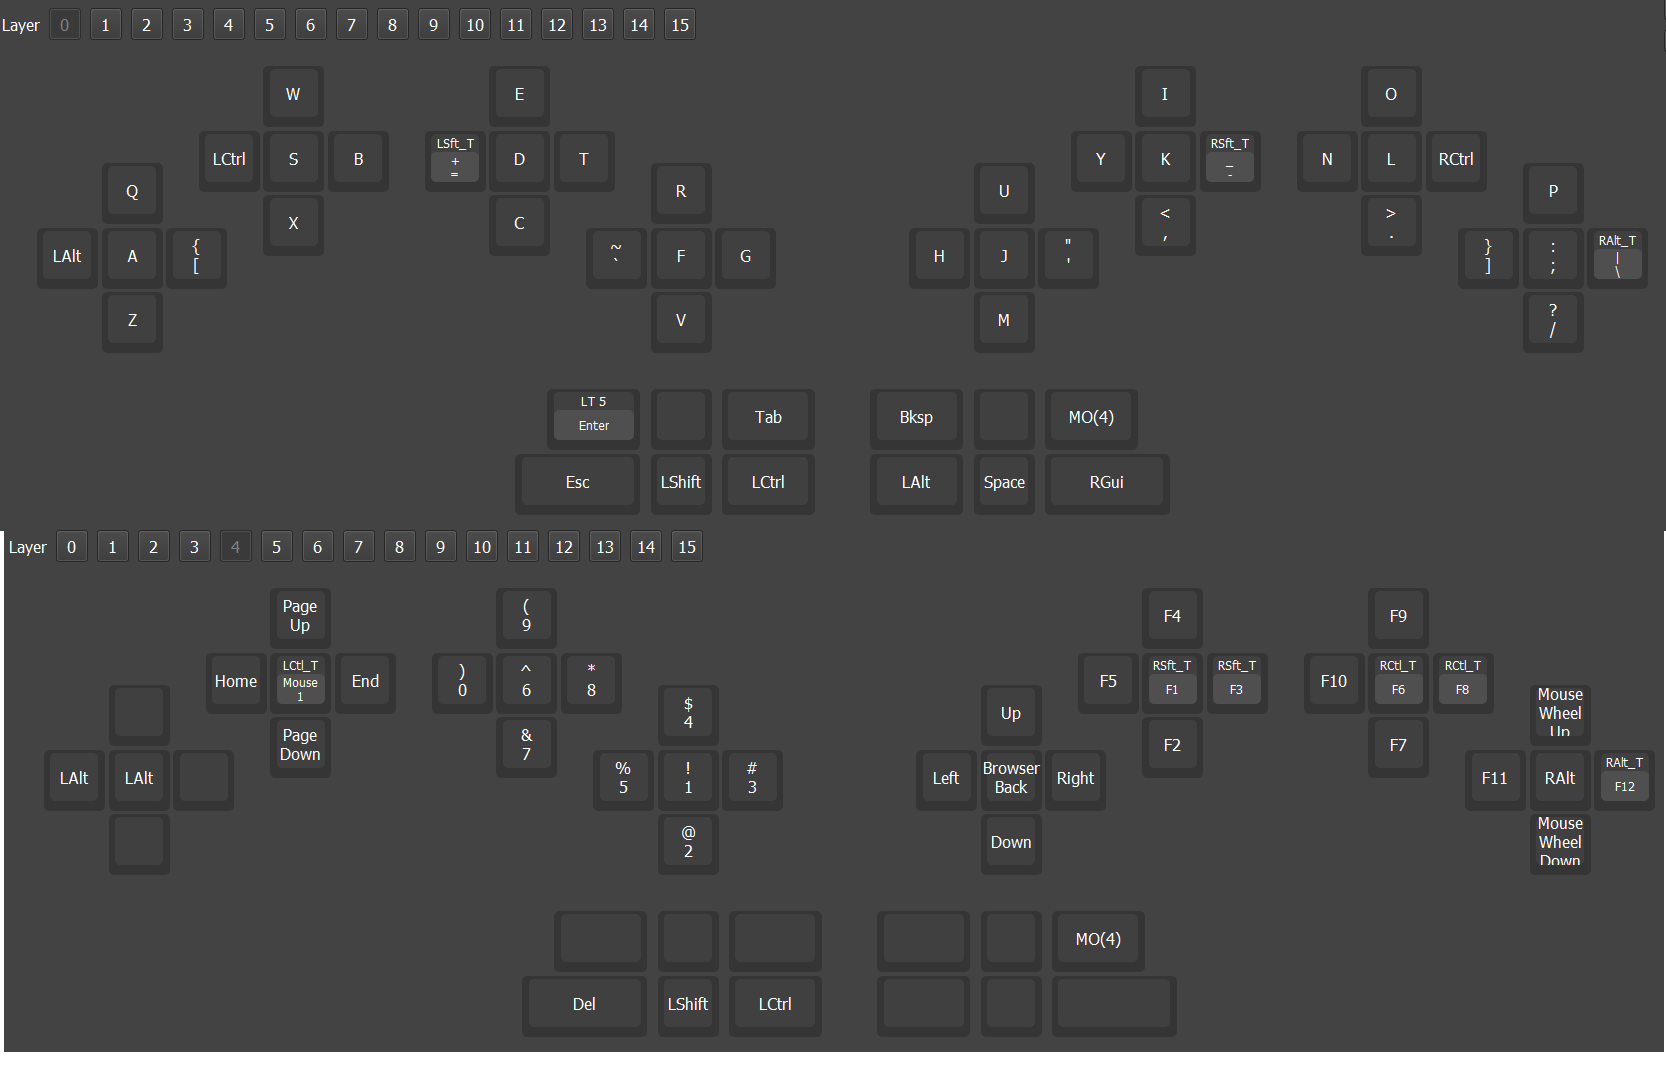 Layer 0 1 2 3 4 5 6 7 8 9 10 11 12 13 14 15
W E I O
LSft_T RSft_T
LCtrl S B + = D T Y K _ - N L RCtrl
Q R U P
X C < , > .
LAlt A { [ ~ ` F G H J " ' } ] : ; RAlt_T | \
Z V M ? /
LT 5
Enter Tab Bksp MO(4)
Esc LShift LCtrl LAlt Space RGui
Layer 0 1 2 3 4 5 6 7 8 9 10 11 12 13 14 15
Page Up ( 9 F4 F9
Home LCtl_T Mouse 1 End ) 0 ^ 6 * 8 F5 RSft_T F1 RSft_T F3 F10 RCtl_T F6 RCtl_T F8
$ 4 Up Mouse Wheel Up
Page Down & 7 F2 F7
LAlt LAlt % 5 ! 1 # 3 Left Browser Back Right F11 RAlt RAlt_T F12
@ 2 Down Mouse Wheel Down
MO(4)
Del LShift LCtrl